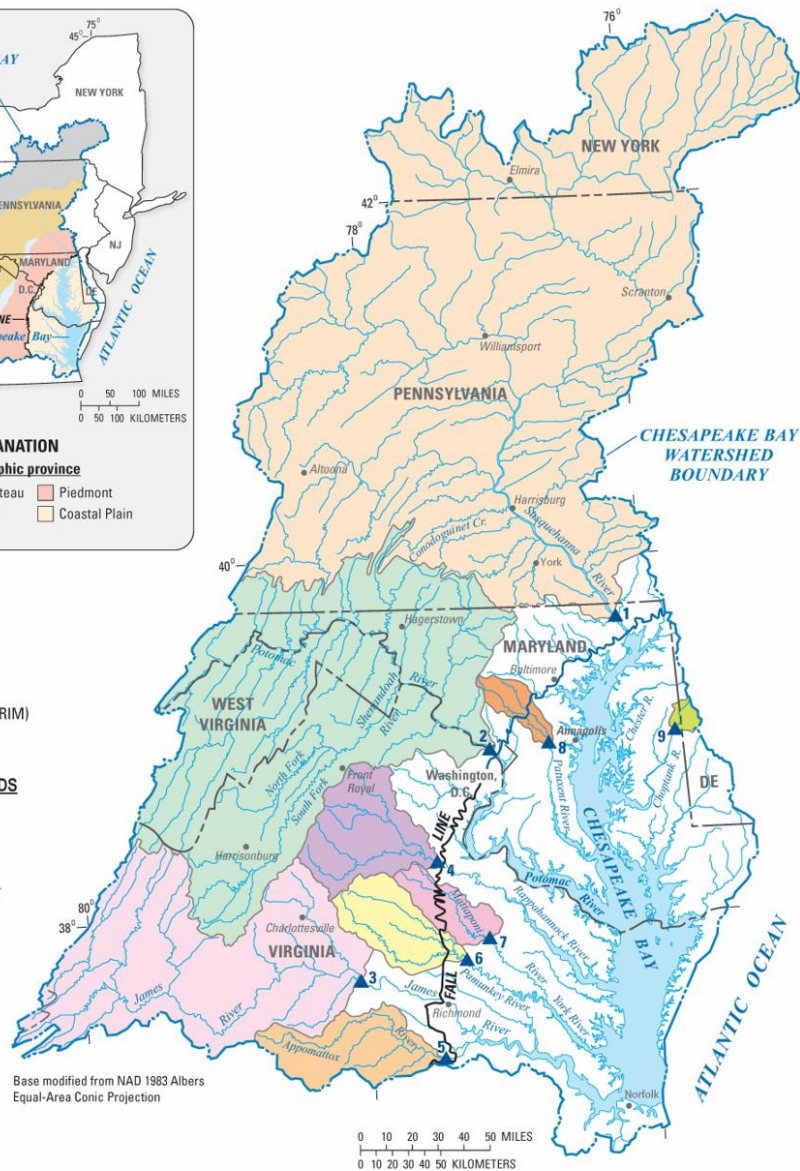 75°
45°
AY
NEW YORK
ENNSYLVANIA
NJ
MARYLAND
D.C.
DE
NE
peake Bay
ATLANTIC OCEAN
0 50 100 MILES
0 50 100 KILOMETERS
ANATION
phic province
teau
Piedmont
Coastal Plain
RIM)
DS
76°
NEW YORK
Elmira
42°
78°
Scranton
Williamsport
PENNSYLVANIA
CHESAPEAKE BAY
WATERSHED
BOUNDARY
Altoona
Harrisburg
Conodoguinet Cr.
Susquehanna
River
York
40°
1
Hagerstown
MARYLAND
Baltimore
Potomac
River
WEST
VIRGINIA
Shenandoah
River
2
Annapolis
8
Chester R.
9
Choptank R.
DE
Patuxent River
North Fork
South Fork
Front
Royal
Washington,
D.C.
CHESAPEAKE BAY
LINE
Harrisonburg
4
Potomac
River
Mattaponi
Rappahannock River
80°
38°
Charlottesville
VIRGINIA
7
6
3
Pamunkey River
River
York River
James
River
James
River
FALL
Richmond
Appomattox
River
5
Norfolk
ATLANTIC OCEAN
Base modified from NAD 1983 Albers
Equal-Area Conic Projection
0 10 20 30 40 50 MILES
0 10 20 30 40 50 KILOMETERS